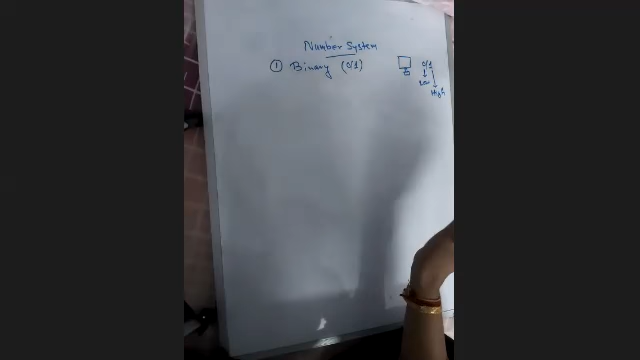 Number System
① Binary (0/1)
0/1
Low
High